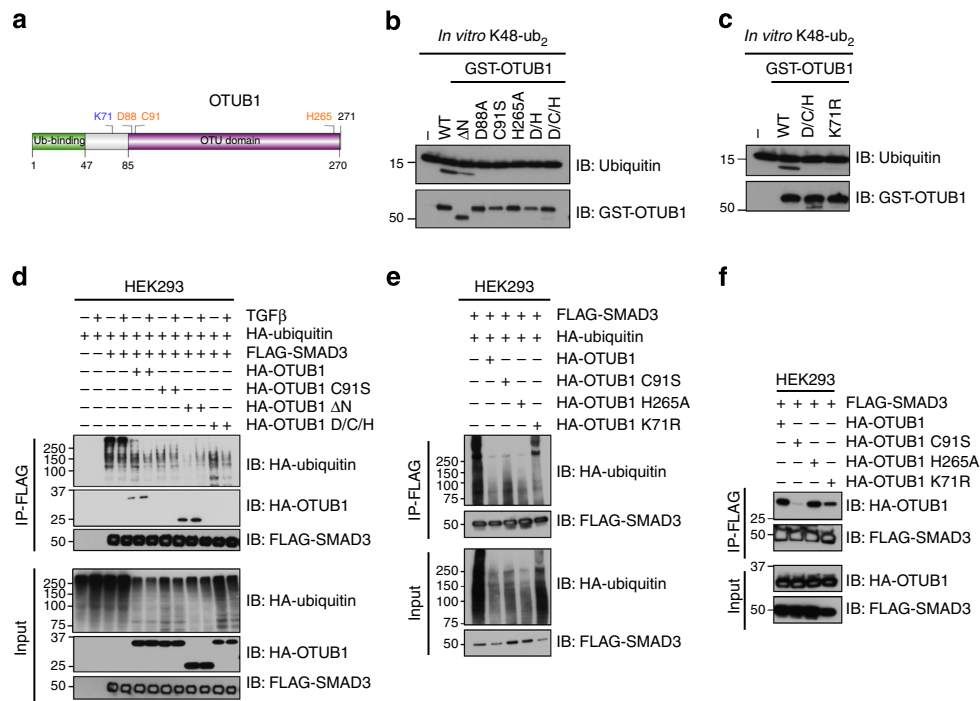 a
OTUB1
K71 D88 C91 H265 271
Ub-binding OTU domain
1 47 85 270
b
In vitro K48-ub2
GST-OTUB1
– WT ΔN D88A C91S H265A D/H D/C/H
15 IB: Ubiquitin
50 IB: GST-OTUB1
c
In vitro K48-ub2
GST-OTUB1
– WT D/C/H K71R
15 IB: Ubiquitin
50 IB: GST-OTUB1
d
HEK293
– + – + – + – + – + – + TGFβ
+ + + + + + + + + + + + HA-ubiquitin
– – + + + + + + + + + + FLAG-SMAD3
– – – – + + – – – – – – HA-OTUB1
– – – – – – + + – – – – HA-OTUB1 C91S
– – – – – – – – + + – – HA-OTUB1 ΔN
– – – – – – – – – – + + HA-OTUB1 D/C/H
IP-FLAG
250
150
100
IB: HA-ubiquitin
37
25
IB: HA-OTUB1
50 IB: FLAG-SMAD3
Input
250
150
100
75
IB: HA-ubiquitin
37
25
IB: HA-OTUB1
50 IB: FLAG-SMAD3
e
HEK293
+ + + + + FLAG-SMAD3
+ + + + + HA-ubiquitin
– + – – – HA-OTUB1
– – + – – HA-OTUB1 C91S
– – – + – HA-OTUB1 H265A
– – – – + HA-OTUB1 K71R
IP-FLAG
250
150
100
75
IB: HA-ubiquitin
50 IB: FLAG-SMAD3
Input
250
150
100
75
IB: HA-ubiquitin
50 IB: FLAG-SMAD3
f
HEK293
+ + + + FLAG-SMAD3
+ – – – HA-OTUB1
– + – – HA-OTUB1 C91S
– – + – HA-OTUB1 H265A
– – – + HA-OTUB1 K71R
IP-FLAG
25
IB: HA-OTUB1
50 IB: FLAG-SMAD3
Input
37
IB: HA-OTUB1
50 IB: FLAG-SMAD3